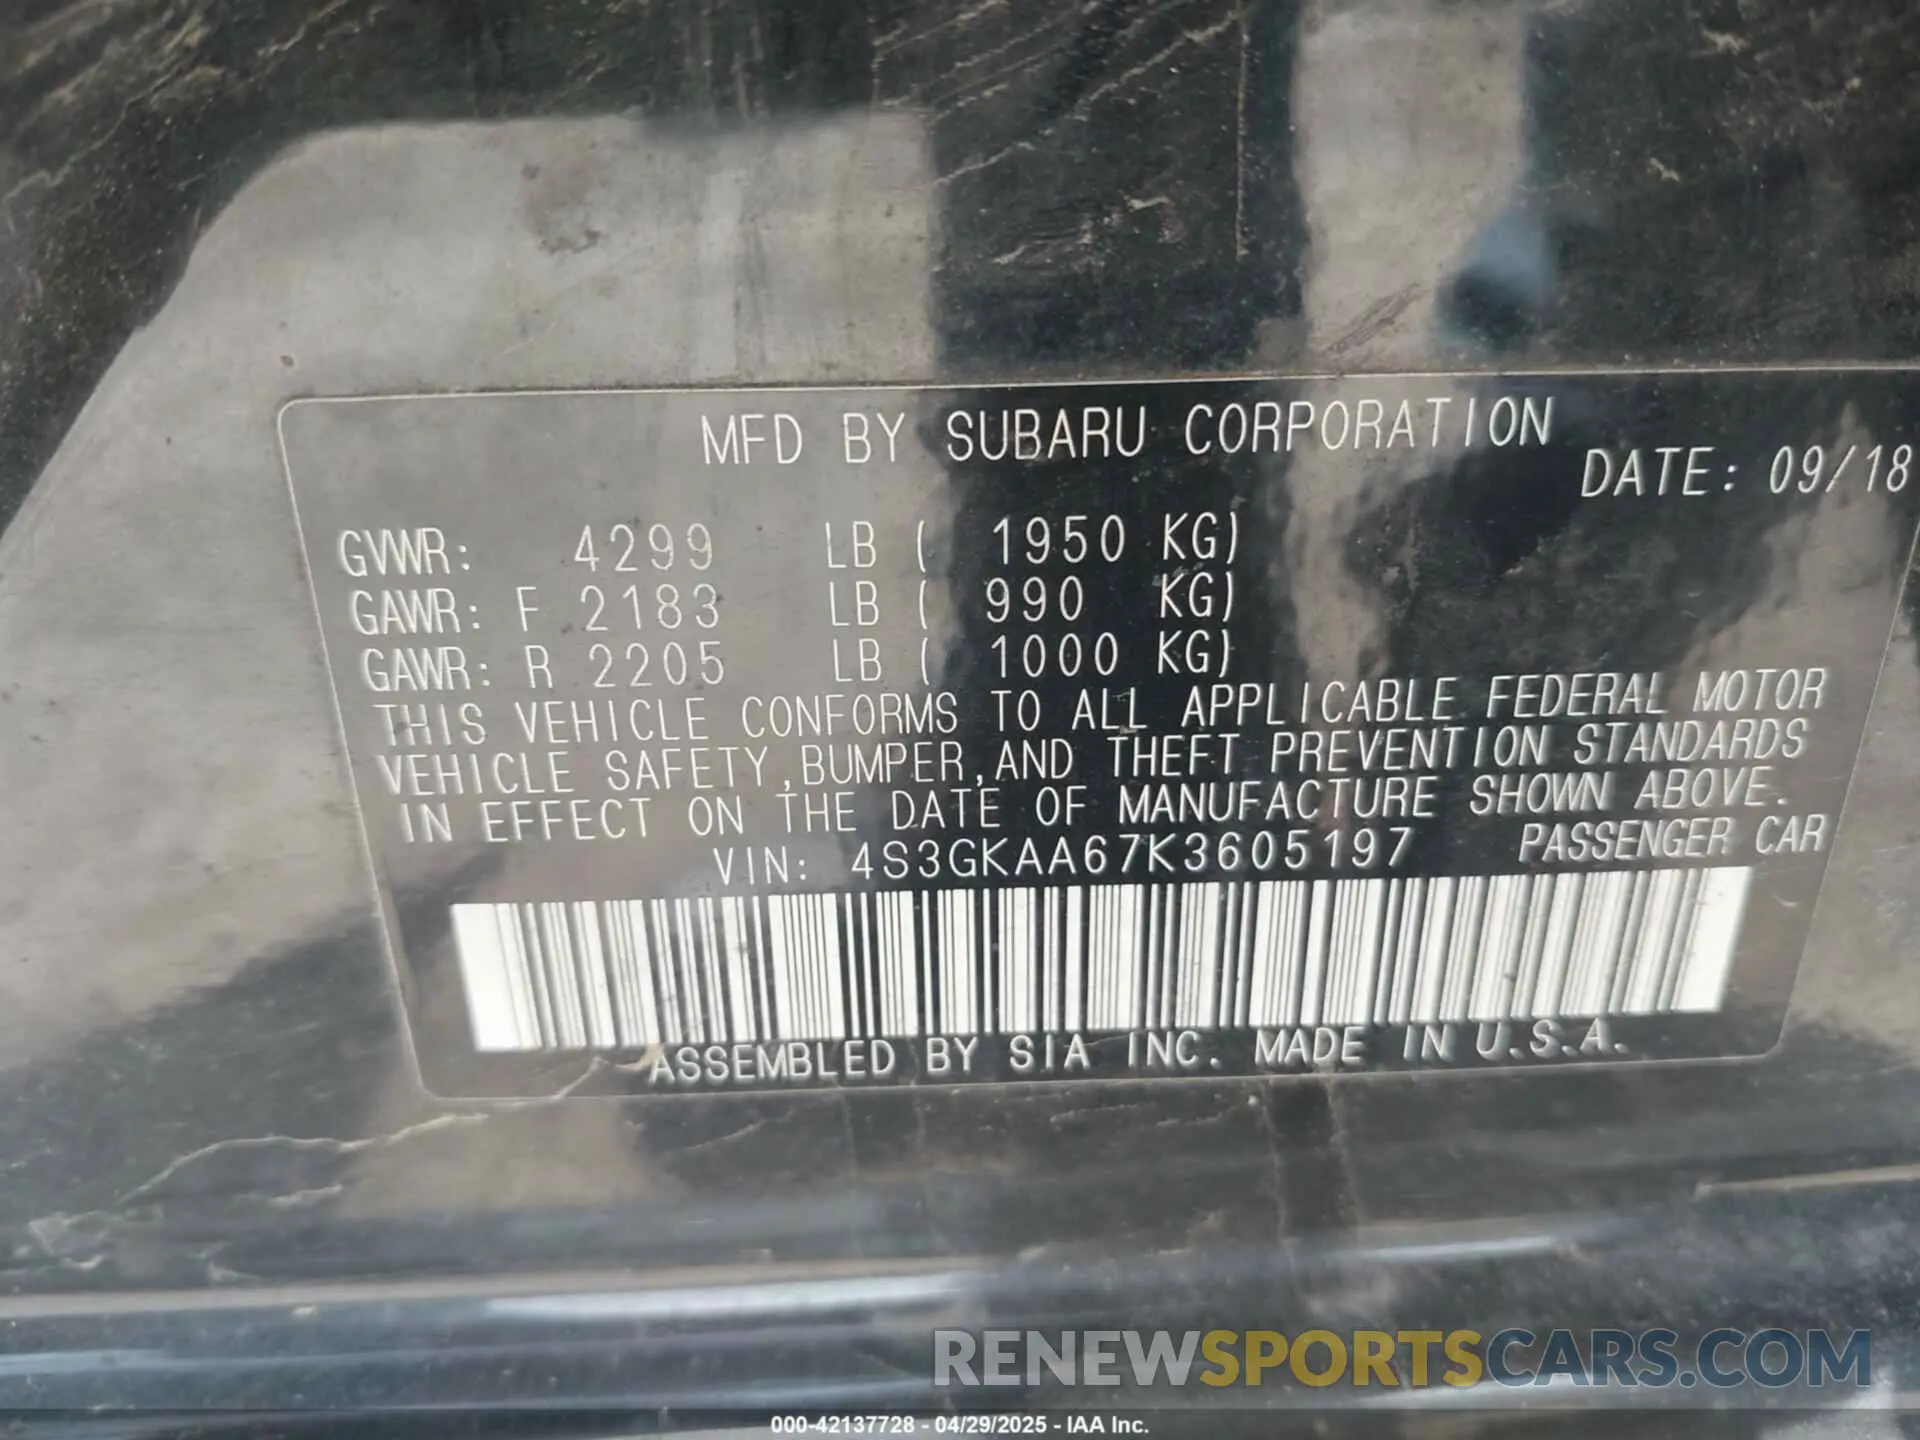 MFD BY SUBARU CORPORATION
DATE: 09/18
GVWR: 4299 LB ( 1950 KG)
GAWR: F 2183 LB ( 990 KG)
GAWR: R 2205 LB ( 1000 KG)
THIS VEHICLE CONFORMS TO ALL APPLICABLE FEDERAL MOTOR
VEHICLE SAFETY,BUMPER,AND THEFT PREVENTION STANDARDS
IN EFFECT ON THE DATE OF MANUFACTURE SHOWN ABOVE.
VIN: 4S3GKAA67K3605197 PASSENGER CAR
ASSEMBLED BY SIA INC. MADE IN U.S.A.
RENEWSPORTSCARS.COM
000-42137728 - 04/29/2025 - IAA Inc.